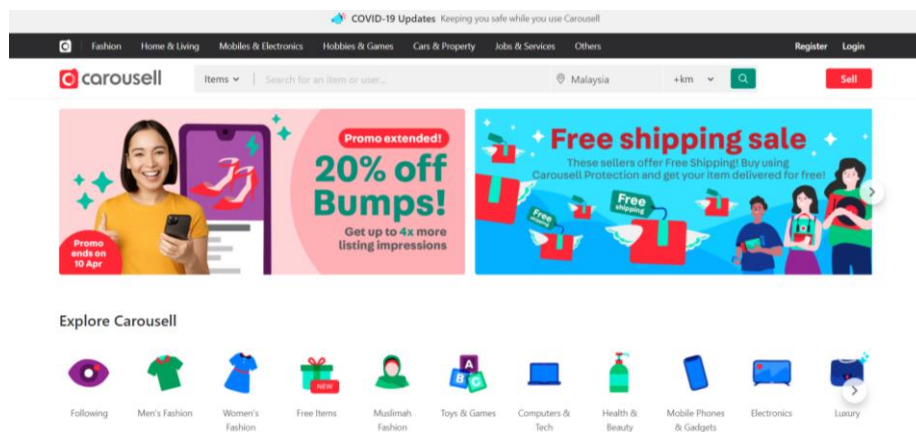 COVID-19 Updates Keeping you safe while you use Carousell
Fashion Home & Living Mobiles & Electronics Hobbies & Games Cars & Property Jobs & Services Others Register Login
carousell Items Search for an item or user... Malaysia +km Sell
Promo extended!
20% off
Bumps!
Get up to 4x more
listing impressions
Promo
ends on
10 Apr
Free shipping sale
These sellers offer Free Shipping! Buy using
Carousell Protection and get your item delivered for free!
Free
shipping
Free
shipping
Explore Carousell
A
B C
NEW
Following Men's Fashion Women's Fashion Free Items Muslimah Fashion Toys & Games Computers & Tech Health & Beauty Mobile Phones & Gadgets Electronics Luxury